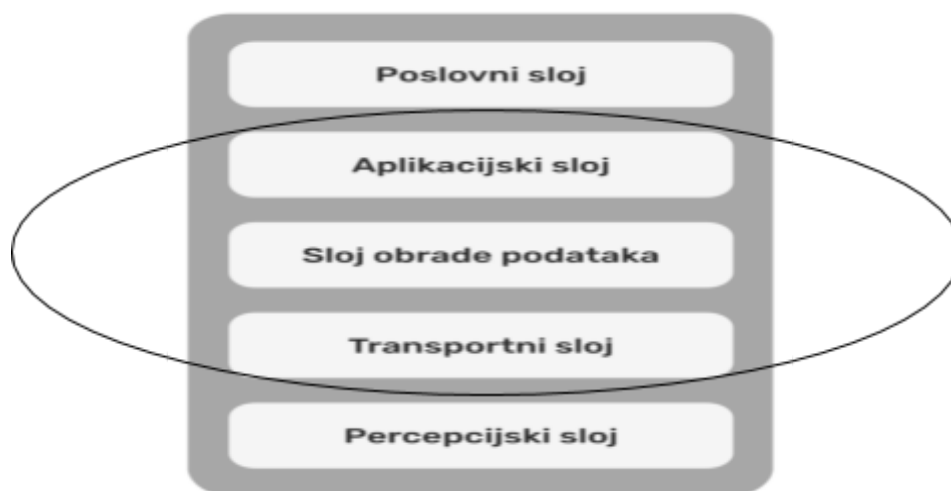 Poslovni sloj
Aplikacijski sloj
Sloj obrade podataka
Transportni sloj
Percepcijski sloj